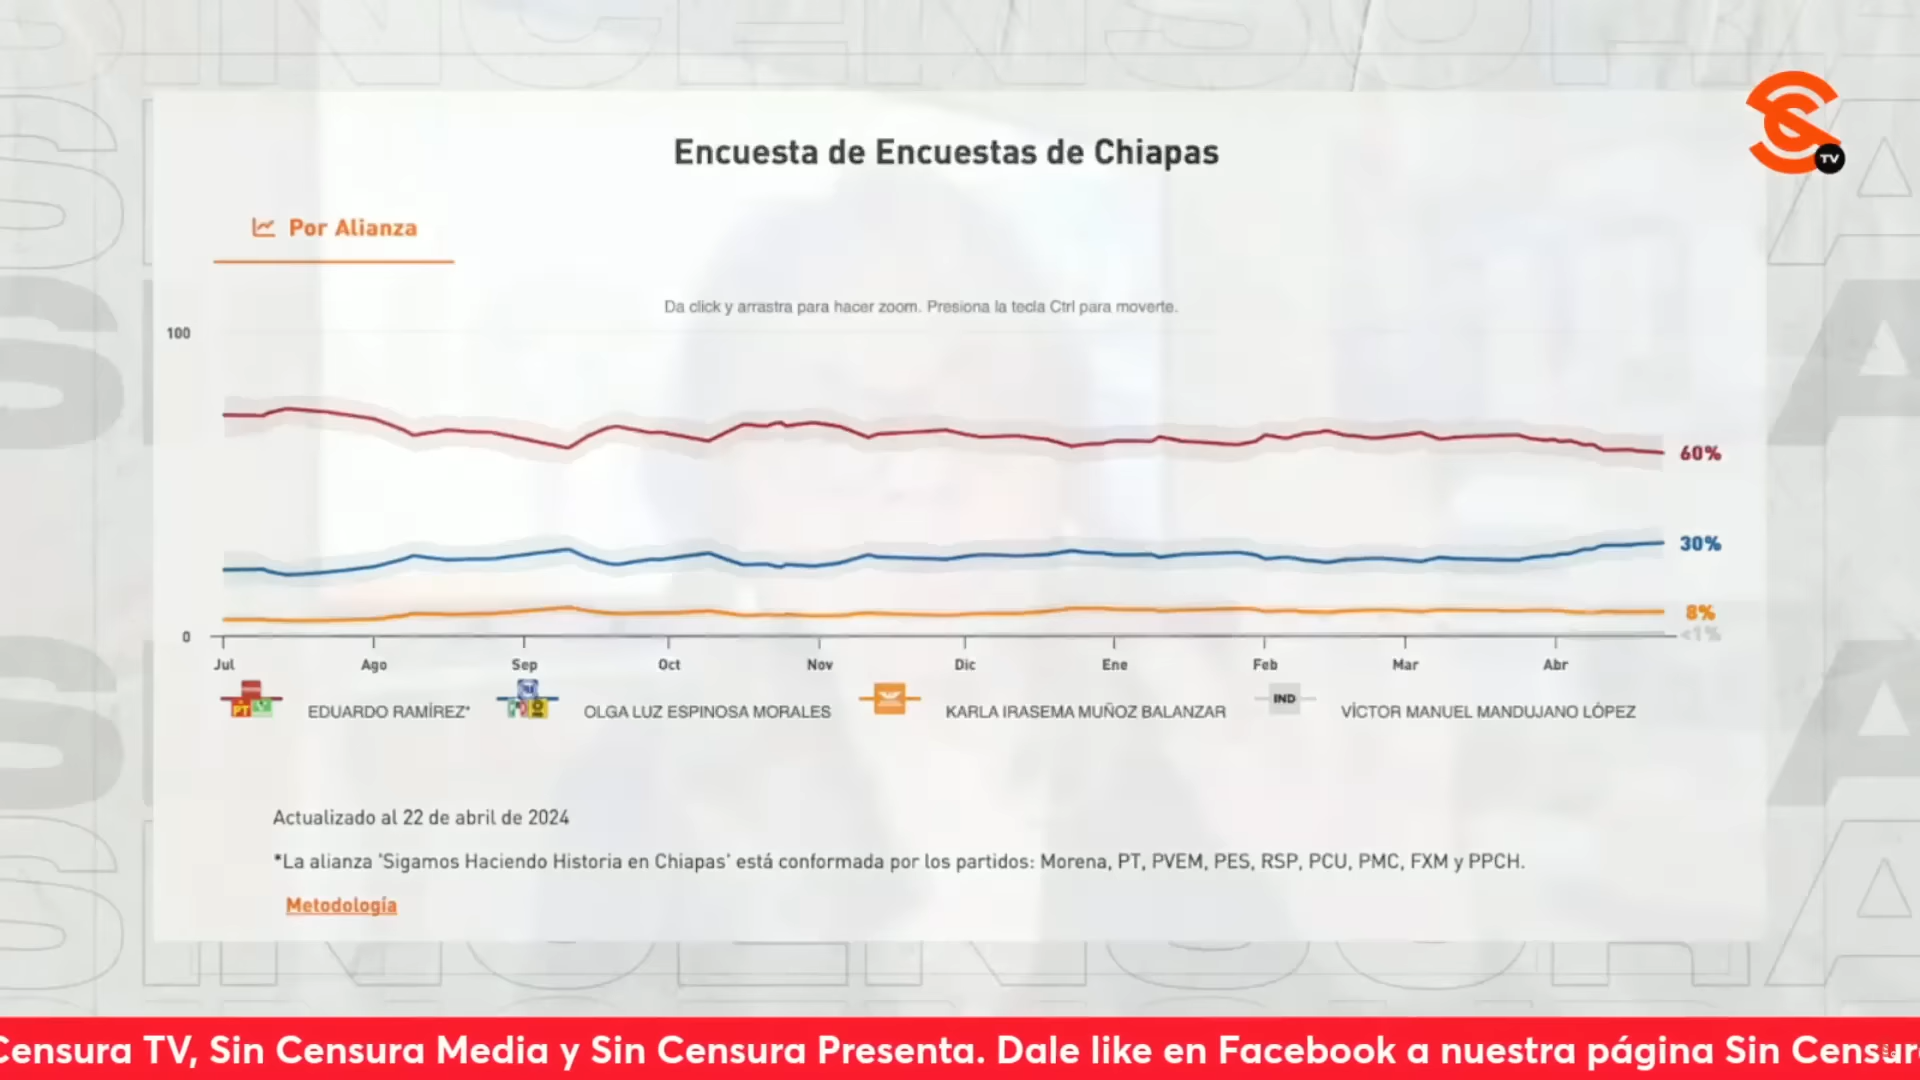 Encuesta de Encuestas de Chiapas
TV
Por Alianza
Da click y arrastra para hacer zoom. Presiona la tecla Ctrl para moverte.
100
60%
30%
8%
<1%
0
Jul Ago Sep Oct Nov Dic Ene Feb Mar Abr
PT
EDUARDO RAMÍREZ*
OLGA LUZ ESPINOSA MORALES
KARLA IRASEMA MUÑOZ BALANZAR
IND
VÍCTOR MANUEL MANDUJANO LÓPEZ
Actualizado al 22 de abril de 2024
*La alianza 'Sigamos Haciendo Historia en Chiapas' está conformada por los partidos: Morena, PT, PVEM, PES, RSP, PCU, PMC, FXM y PPCH.
Metodología
Censura TV, Sin Censura Media y Sin Censura Presenta. Dale like en Facebook a nuestra página Sin Censura